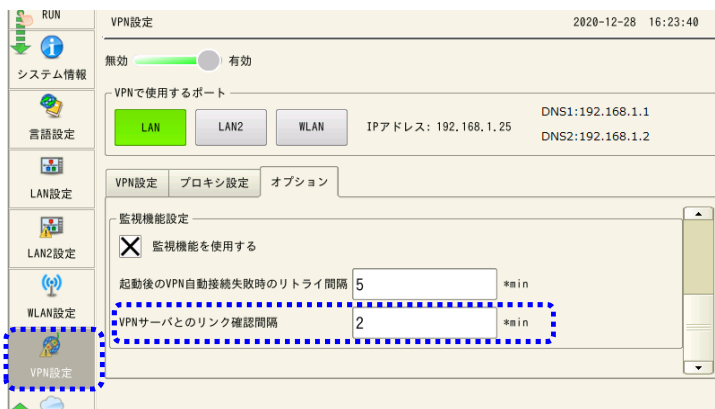 RUN
VPN設定
2020-12-28 16:23:40
システム情報
無効
有効
VPNで使用するポート
言語設定
LAN
LAN2
WLAN
IPアドレス: 192.168.1.25
DNS1:192.168.1.1
DNS2:192.168.1.2
LAN設定
VPN設定
プロキシ設定
オプション
LAN2設定
監視機能設定
監視機能を使用する
起動後のVPN自動接続失敗時のリトライ間隔 5 *min
WLAN設定
VPNサーバとのリンク確認間隔 2 *min
VPN設定